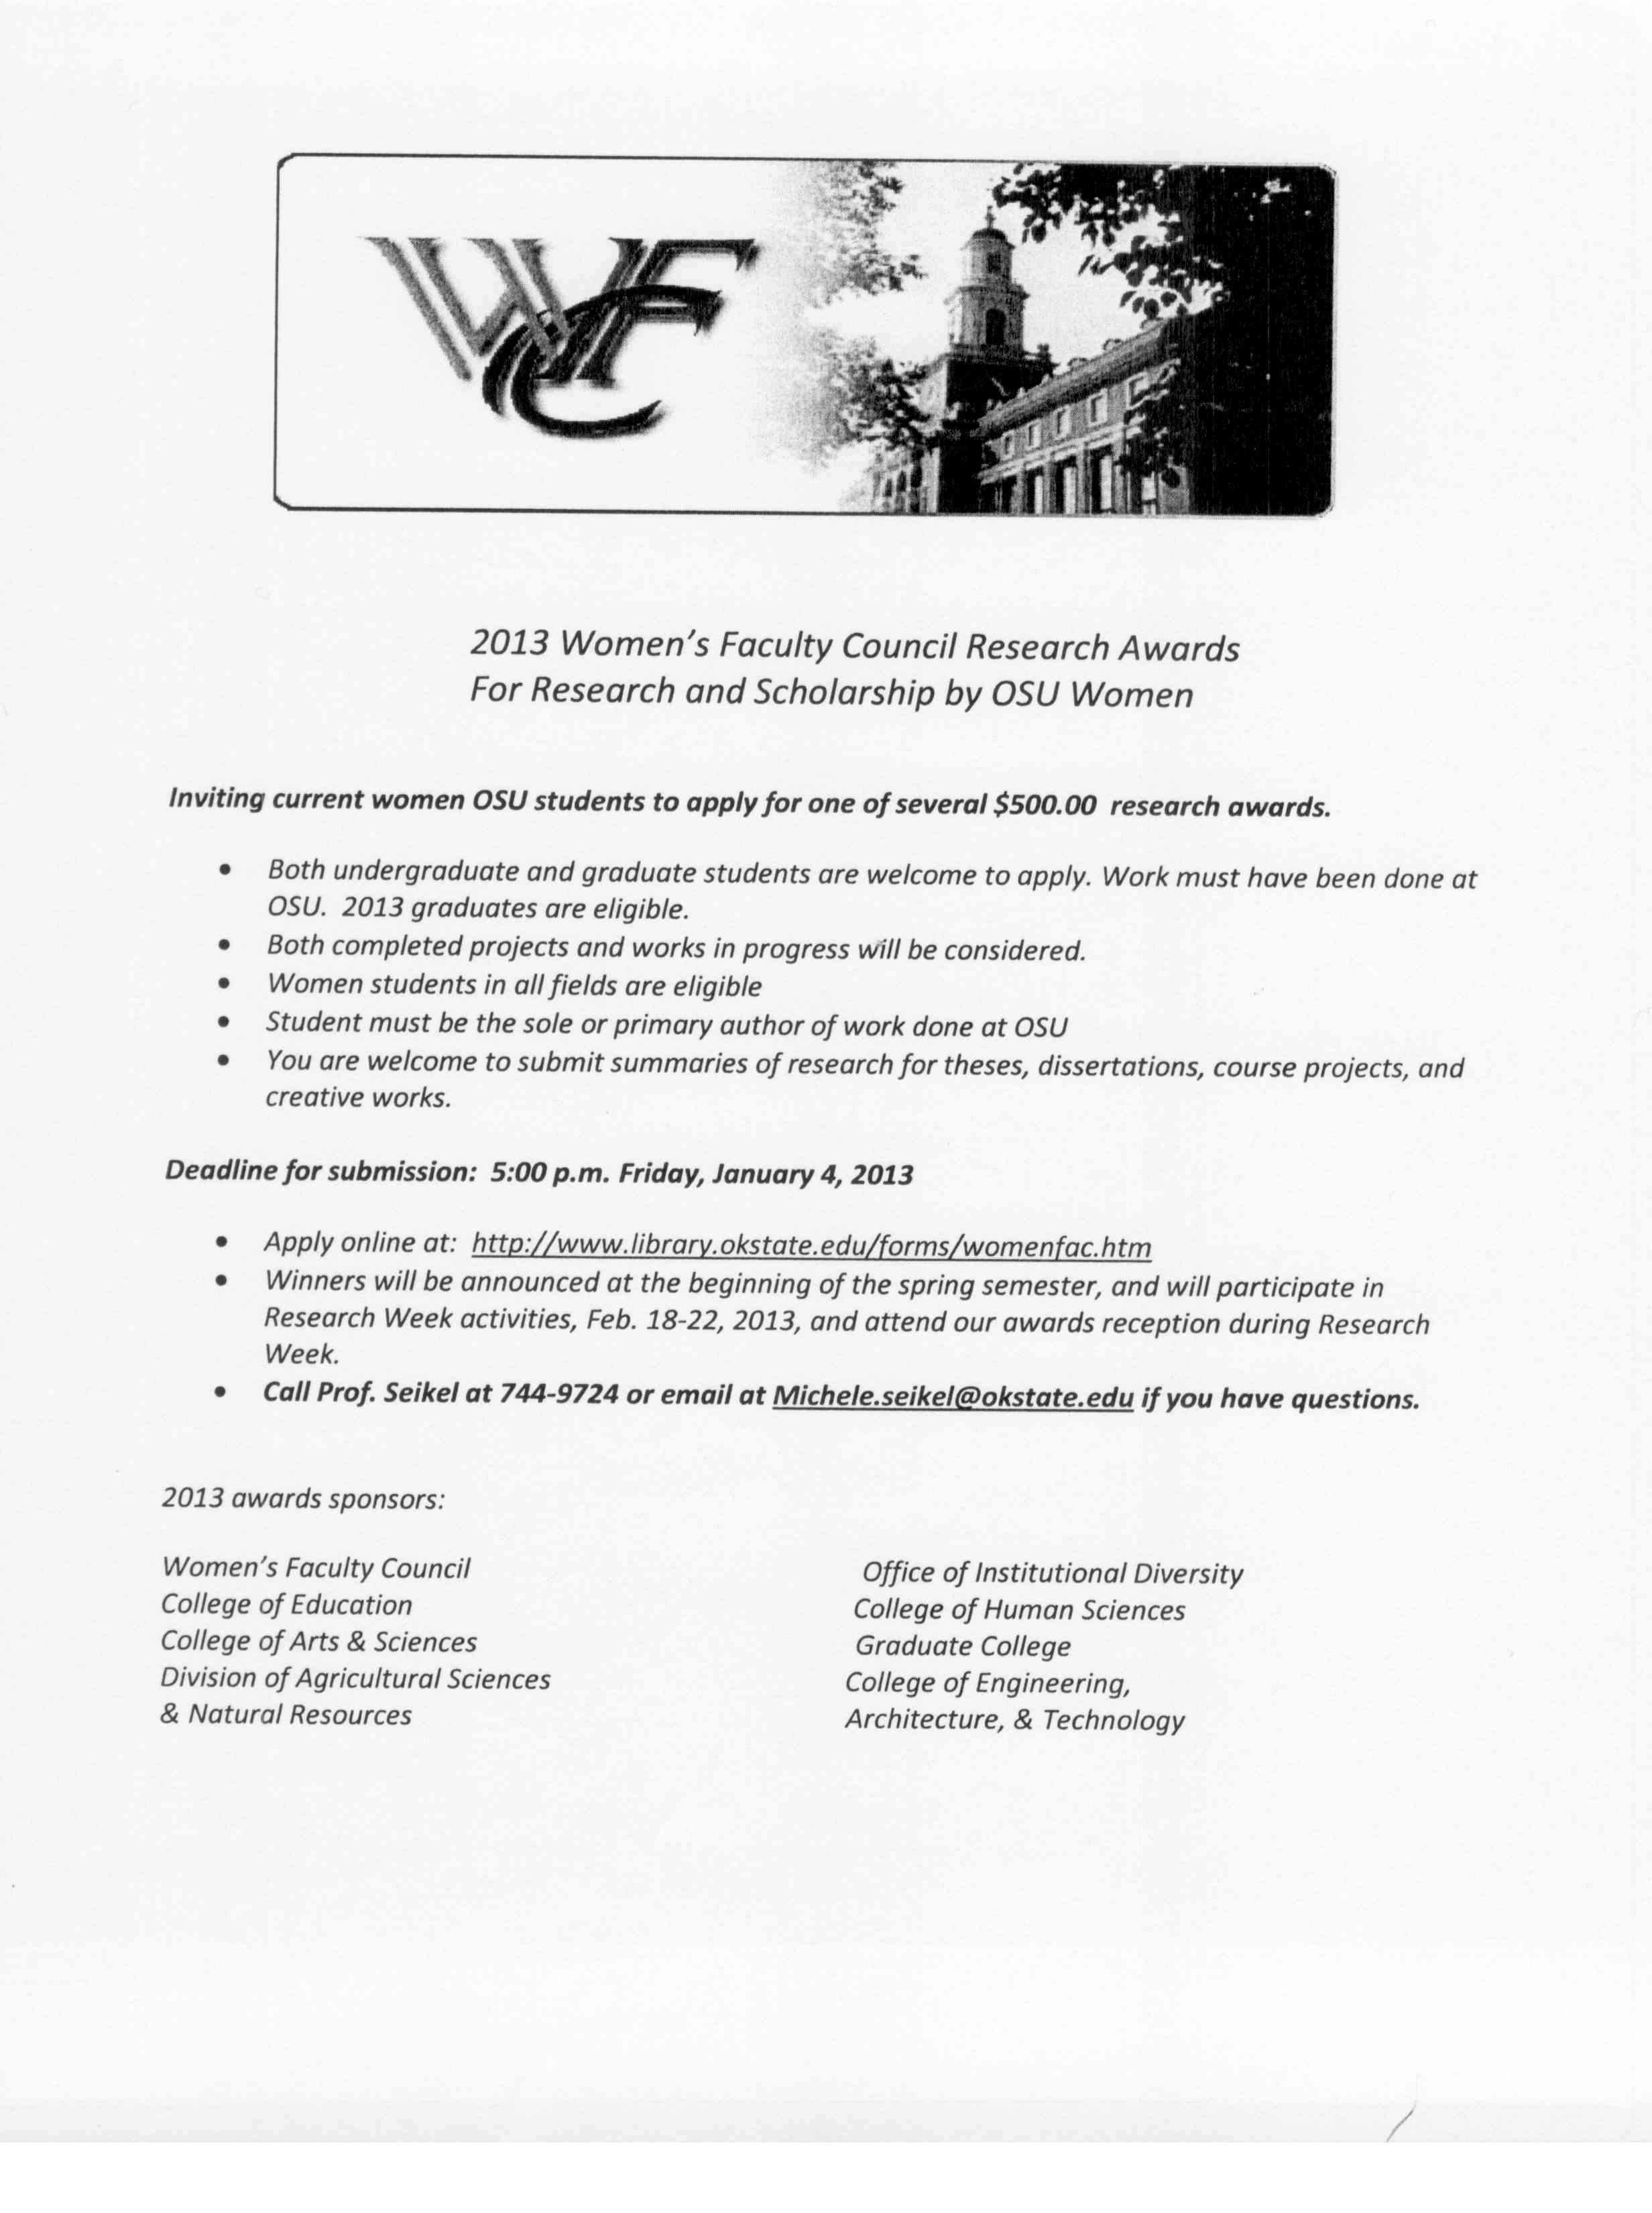 WFC
2013 Women's Faculty Council Research Awards
For Research and Scholarship by OSU Women
Inviting current women OSU students to apply for one of several $500.00 research awards.
• Both undergraduate and graduate students are welcome to apply. Work must have been done at
OSU. 2013 graduates are eligible.
• Both completed projects and works in progress will be considered.
• Women students in all fields are eligible
• Student must be the sole or primary author of work done at OSU
• You are welcome to submit summaries of research for theses, dissertations, course projects, and
creative works.
Deadline for submission: 5:00 p.m. Friday, January 4, 2013
• Apply online at: http://www.library.okstate.edu/forms/womenfac.htm
• Winners will be announced at the beginning of the spring semester, and will participate in
Research Week activities, Feb. 18-22, 2013, and attend our awards reception during Research
Week.
• Call Prof. Seikel at 744-9724 or email at Michele.seikel@okstate.edu if you have questions.
2013 awards sponsors:
Women's Faculty Council
College of Education
College of Arts & Sciences
Division of Agricultural Sciences
& Natural Resources
Office of Institutional Diversity
College of Human Sciences
Graduate College
College of Engineering,
Architecture, & Technology